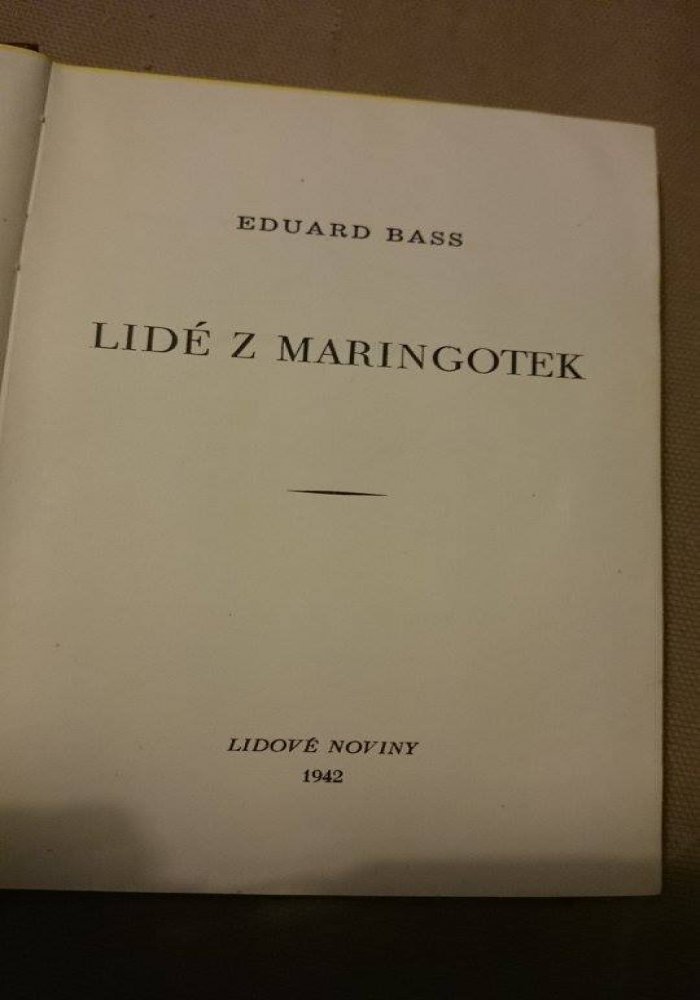 EDUARD BASS
LIDÉ Z MARINGOTEK
LIDOVÉ NOVINY
1942